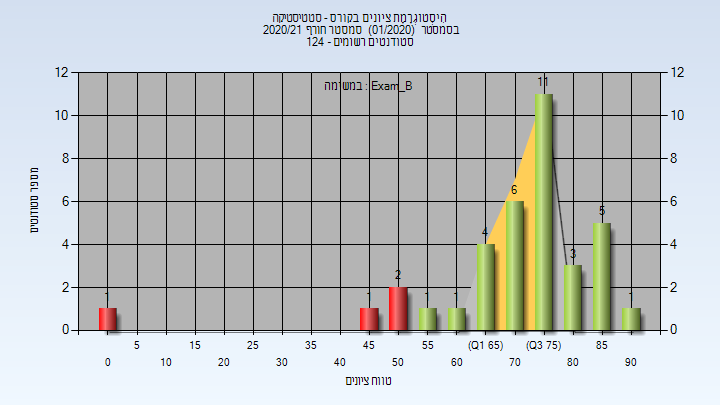 היסטוגרמת ציונים בקורס - סטטיסטיקה
בסמסטר (01/2020) סמסטר חורף 2020/21
סטודנטים רשומים - 124
במשימה : Exam_B
מספר סטודנטים
12 12
10 10
8 8
6 6
4 4
2 2
0 0
1 1 2 1 1 4 6 11 3 5 1
5 15 25 35 45 55 (Q1 65) (Q3 75) 85
0 10 20 30 40 50 60 70 80 90
טווח ציונים